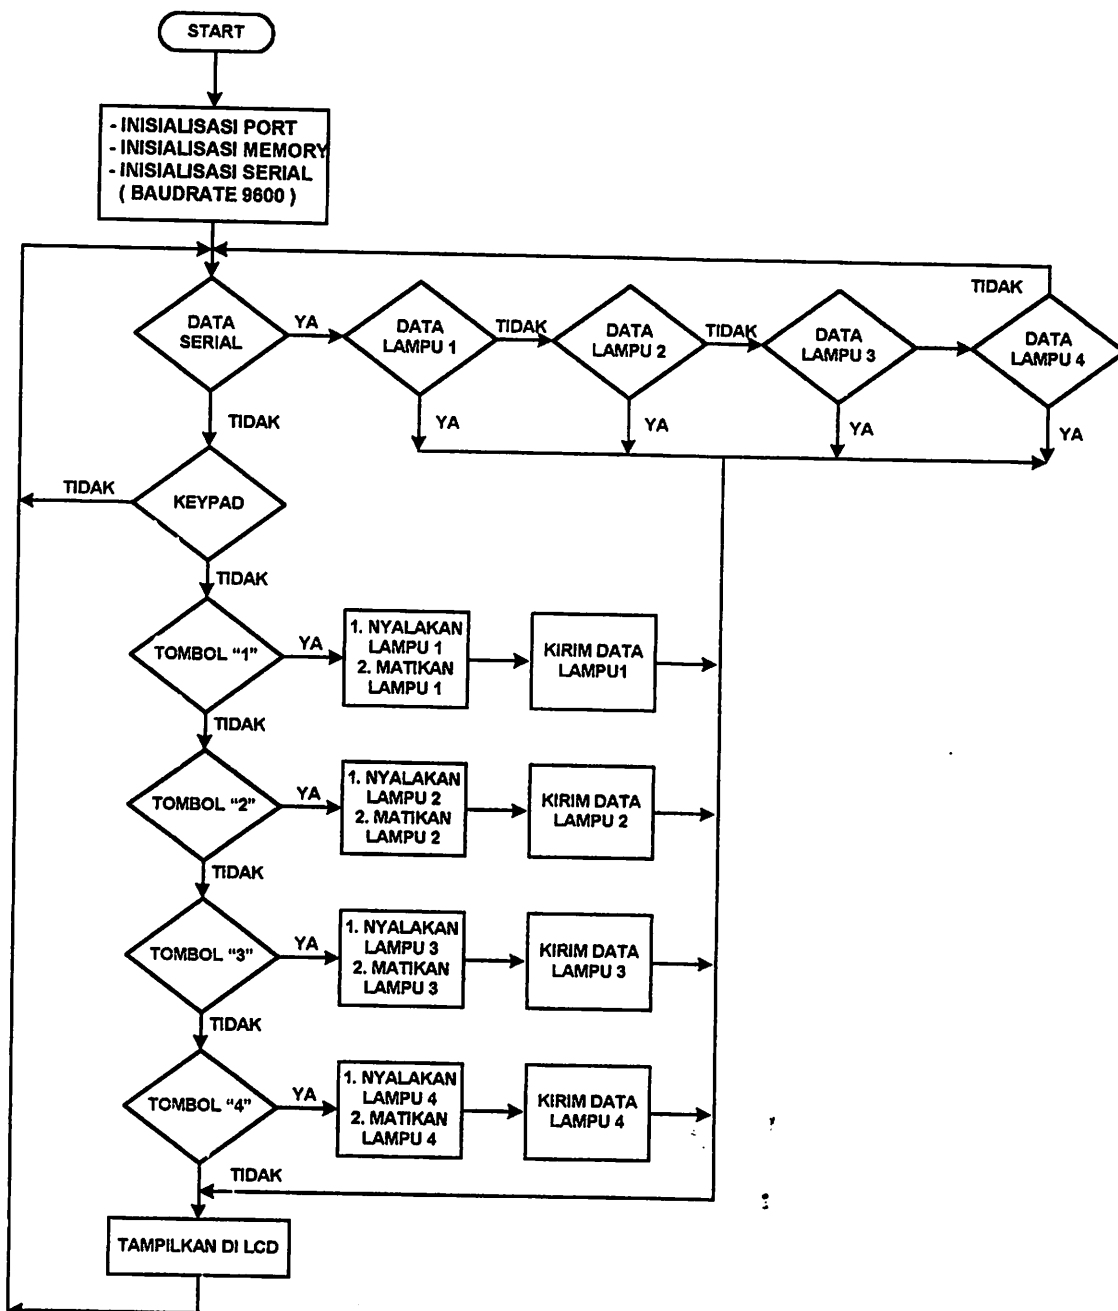 START
- INISIALISASI PORT
- INISIALISASI MEMORY
- INISIALISASI SERIAL
( BAUDRATE 9600 )
DATA
SERIAL
YA
DATA
LAMPU 1
TIDAK
DATA
LAMPU 2
TIDAK
DATA
LAMPU 3
TIDAK
DATA
LAMPU 4
YA
YA
YA
YA
TIDAK
TIDAK
KEYPAD
TIDAK
TOMBOL “1”
YA
1. NYALAKAN
LAMPU 1
2. MATIKAN
LAMPU 1
KIRIM DATA
LAMPU1
TIDAK
TOMBOL “2”
YA
1. NYALAKAN
LAMPU 2
2. MATIKAN
LAMPU 2
KIRIM DATA
LAMPU 2
TIDAK
TOMBOL “3”
YA
1. NYALAKAN
LAMPU 3
2. MATIKAN
LAMPU 3
KIRIM DATA
LAMPU 3
TIDAK
TOMBOL “4”
YA
1. NYALAKAN
LAMPU 4
2. MATIKAN
LAMPU 4
KIRIM DATA
LAMPU 4
TIDAK
TAMPILKAN DI LCD